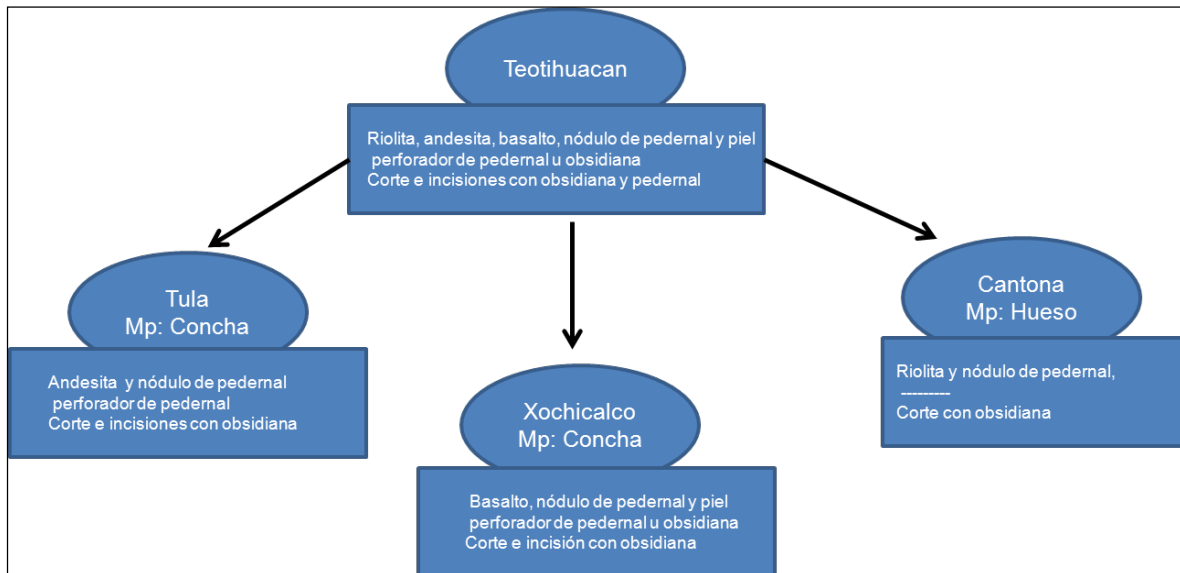 Teotihuacan
Riolita, andesita, basalto, nódulo de pedernal y piel
perforador de pedernal u obsidiana
Corte e incisiones con obsidiana y pedernal
Tula
Mp: Concha
Andesita y nódulo de pedernal
perforador de pedernal
Corte e incisiones con obsidiana
Xochicalco
Mp: Concha
Basalto, nódulo de pedernal y piel
perforador de pedernal u obsidiana
Corte e incisión con obsidiana
Cantona
Mp: Hueso
Riolita y nódulo de pedernal,
---------
Corte con obsidiana